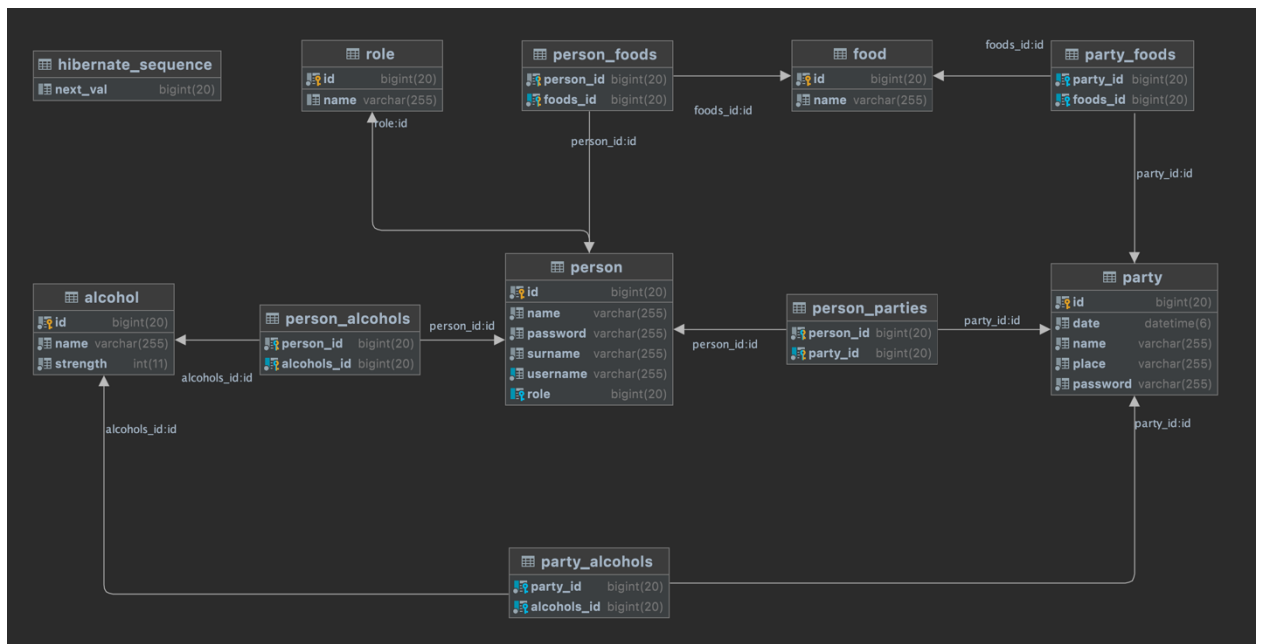 hibernate_sequence
next_val bigint(20)
role
id bigint(20)
name varchar(255)
role:id
person_foods
person_id bigint(20)
foods_id bigint(20)
foods_id:id
person_id:id
food
id bigint(20)
name varchar(255)
foods_id:id
party_foods
party_id bigint(20)
foods_id bigint(20)
party_id:id
alcohol
id bigint(20)
name varchar(255)
strength int(11)
alcohols_id:id
person_alcohols
person_id bigint(20)
alcohols_id bigint(20)
person_id:id
person
id bigint(20)
name varchar(255)
password varchar(255)
surname varchar(255)
username varchar(255)
role bigint(20)
person_id:id
person_parties
person_id bigint(20)
party_id bigint(20)
party_id:id
party
id bigint(20)
date datetime(6)
name varchar(255)
place varchar(255)
password varchar(255)
alcohols_id:id
party_id:id
party_alcohols
party_id bigint(20)
alcohols_id bigint(20)